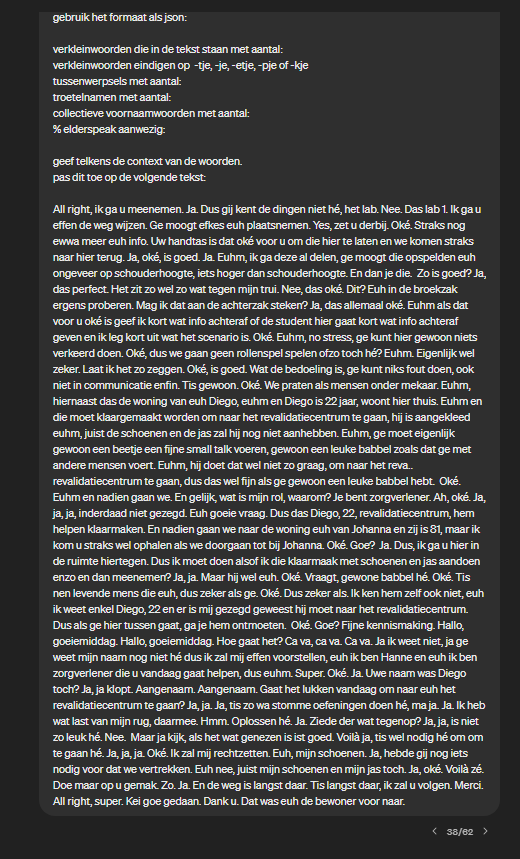 gebruik het formaat als json:
verkleinwoorden die in de tekst staan met aantal:
verkleinwoorden eindigen op  -tje, -je, -etje, -pje of -kje
tussenwerpsels met aantal:
troetelnamen met aantal:
collectieve voornaamwoorden met aantal:
% elderspeak aanwezig:
geef telkens de context van de woorden.
pas dit toe op de volgende tekst:
All right, ik ga u meenemen. Ja. Dus gij kent de dingen niet hé, het lab. Nee. Das lab 1. Ik ga u
effen de weg wijzen. Ge moogt efkes euh plaatsnemen. Yes, zet u derbij. Oké. Straks nog
ewwa meer euh info. Uw handtas is dat oké voor u om die hier te laten en we komen straks
naar hier terug. Ja, oké, is goed. Ja. Euhm, ik ga deze al delen, ge moogt die opspelden euh
ongeveer op schouderhoogte, iets hoger dan schouderhoogte. En dan je die.  Zo is goed? Ja,
das perfect. Het zit zo wel zo wat tegen mijn trui. Nee, das oké. Dit? Euh in de broekzak
ergens proberen. Mag ik dat aan de achterzak steken? Ja, das allemaal oké. Euhm als dat
voor u oké is geef ik kort wat info achteraf of de student hier gaat kort wat info achteraf
geven en ik leg kort uit wat het scenario is. Oké. Euhm, no stress, ge kunt hier gewoon niets
verkeerd doen. Oké, dus we gaan geen rollenspel spelen ofzo toch hé? Euhm. Eigenlijk wel
zeker. Laat ik het zo zeggen. Oké, is goed. Wat de bedoeling is, ge kunt niks fout doen, ook
niet in communicatie enfin. Tis gewoon. Oké. We praten als mensen onder mekaar. Euhm,
hiernaast das de woning van euh Diego, euhm en Diego is 22 jaar, woont hier thuis. Euhm en
die moet klaargemaakt worden om naar het revalidatiecentrum te gaan, hij is aangekleed
euhm, juist de schoenen en de jas zal hij nog niet aanhebben. Euhm, ge moet eigenlijk
gewoon een beetje een fijne small talk voeren, gewoon een leuke babbel zoals dat ge met
andere mensen voert. Euhm, hij doet dat wel niet zo graag, om naar het reva..
revalidatiecentrum te gaan, dus das wel fijn als ge gewoon een leuke babbel hebt.  Oké.
Euhm en nadien gaan we. En gelijk, wat is mijn rol, waarom? Je bent zorgverlener. Ah, oké. Ja,
ja, ja, inderdaad niet gezegd. Euh goeie vraag. Dus das Diego, 22, revalidatiecentrum, hem
helpen klaarmaken. En nadien gaan we naar de woning euh van Johanna en zij is 81, maar ik
kom u straks wel ophalen als we doorgaan tot bij Johanna. Oké. Goe?  Ja. Dus, ik ga u hier in
de ruimte hiertegen. Dus ik moet doen alsof ik die klaarmaak met schoenen en jas aandoen
enzo en dan meenemen? Ja, ja. Maar hij wel euh. Oké. Vraagt, gewone babbel hé. Oké. Tis
nen levende mens die euh, dus zeker als ge. Oké. Dus zeker als. Ik ken hem zelf ook niet, euh
ik weet enkel Diego, 22 en er is mij gezegd geweest hij moet naar het revalidatiecentrum.
Dus als ge hier tussen gaat, ga je hem ontmoeten.  Oké. Goe? Fijne kennismaking. Hallo,
goeiemiddag. Hallo, goeiemiddag. Hoe gaat het? Ca va, ca va. Ca va. Ja ik weet niet, ja ge
weet mijn naam nog niet hé dus ik zal mij effen voorstellen, euh ik ben Hanne en euh ik ben
zorgverlener die u vandaag gaat helpen, dus euhm. Super. Oké. Ja. Uwe naam was Diego
toch? Ja, ja klopt. Aangenaam. Aangenaam. Gaat het lukken vandaag om naar euh het
revalidatiecentrum te gaan? Ja, ja. Ja, tis zo wa stomme oefeningen doen hé, ma ja. Ja. Ik heb
wat last van mijn rug, daarmee. Hmm. Oplossen hé. Ja. Ziede der wat tegenop? Ja, ja, is niet
zo leuk hé. Nee.  Maar ja kijk, als het wat genezen is ist goed. Voilà ja, tis wel nodig hé om om
te gaan hé. Ja, ja, ja. Oké. Ik zal mij rechtzetten. Euh, mijn schoenen. Ja, hebde gij nog iets
nodig voor dat we vertrekken. Euh nee, juist mijn schoenen en mijn jas toch. Ja, oké. Voilà zé.
Doe maar op u gemak. Zo. Ja. En de weg is langst daar. Tis langst daar, ik zal u volgen. Merci.
All right, super. Kei goe gedaan. Dank u. Dat was euh de bewoner voor naar.
38/62